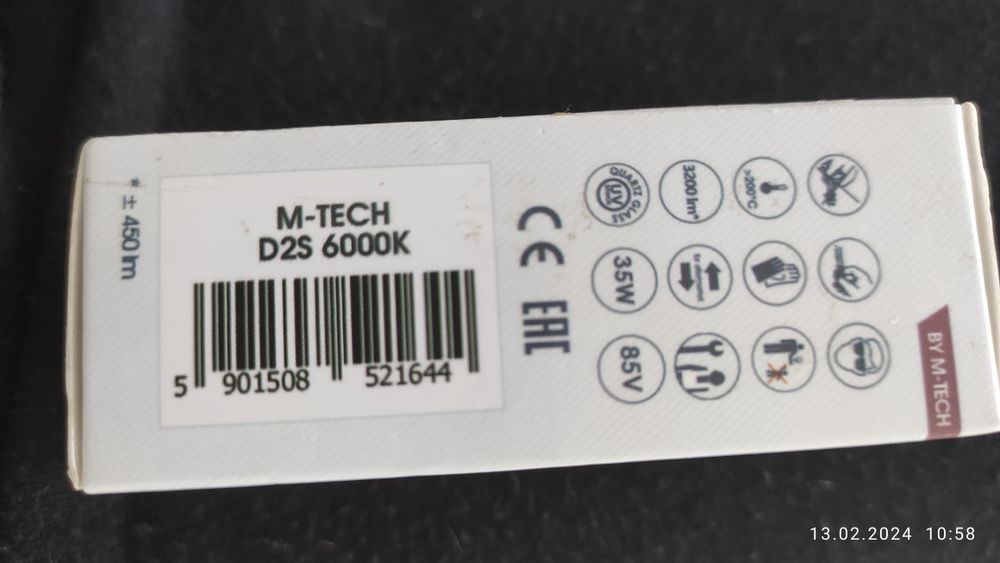 * ± 450 lm
M-TECH
D2S 6000K
5 901508 521644
CE
EAC
QUARTZ GLASS
UV
3200 lm*
>200°C
35W
85V
BY M-TECH
13.02.2024 10:58